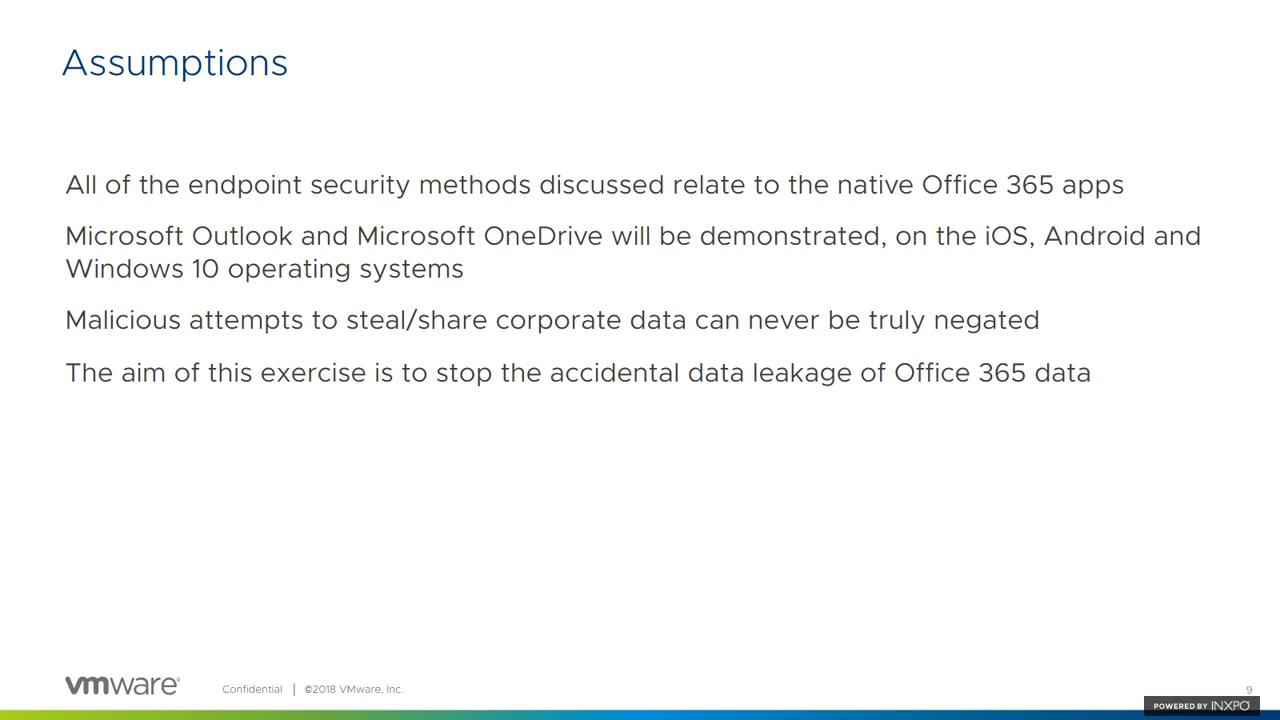 Assumptions
All of the endpoint security methods discussed relate to the native Office 365 apps
Microsoft Outlook and Microsoft OneDrive will be demonstrated, on the iOS, Android and
Windows 10 operating systems
Malicious attempts to steal/share corporate data can never be truly negated
The aim of this exercise is to stop the accidental data leakage of Office 365 data
vmware®
Confidential | ©2018 VMware, Inc.
9
POWERED BY INXPO